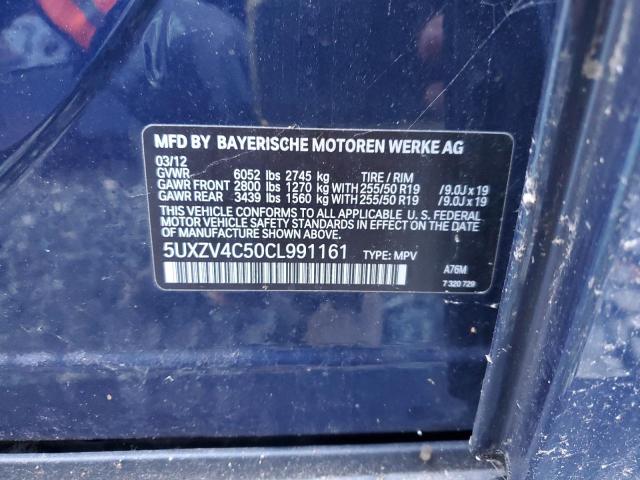 MFD BY BAYERISCHE MOTOREN WERKE AG
03/12
GVWR 6052 lbs 2745 kg TIRE / RIM
GAWR FRONT 2800 lbs 1270 kg WITH 255/50 R19 /9.0J x 19
GAWR REAR 3439 lbs 1560 kg WITH 255/50 R19 /9.0J x 19
THIS VEHICLE CONFORMS TO ALL APPLICABLE U. S. FEDERAL
MOTOR VEHICLE SAFETY STANDARDS IN EFFECT ON THE DATE
OF MANUFACTURE SHOWN ABOVE.
5UXZV4C50CL991161 TYPE: MPV
A76M
7 320 729